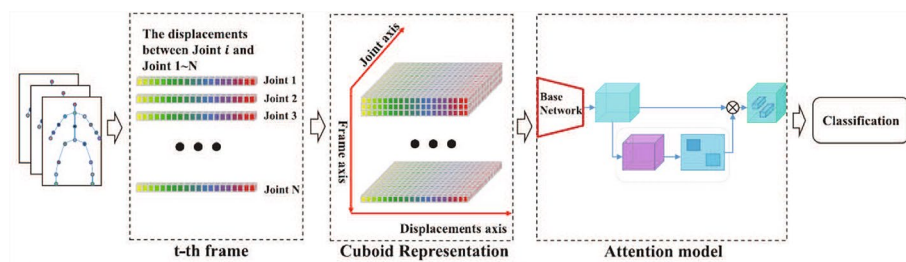 The displacements
between Joint i and
Joint 1~N
Joint 1
Joint 2
Joint 3
Joint N
t-th frame
Joint axis
Frame axis
Displacements axis
Cuboid Representation
Base
Network
Attention model
Classification